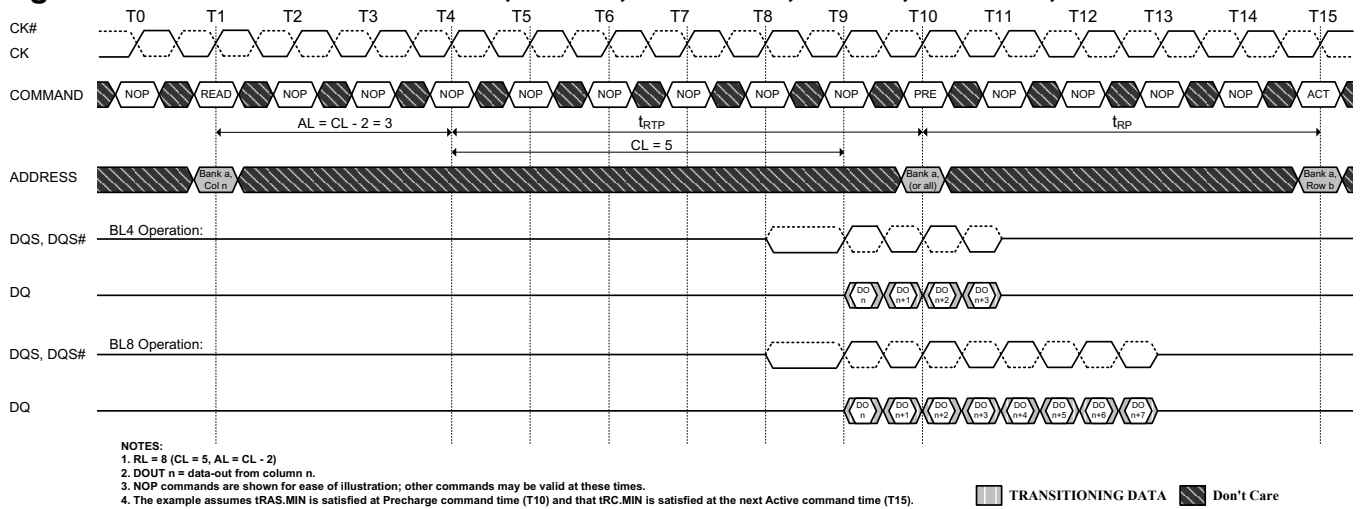 T0 T1 T2 T3 T4 T5 T6 T7 T8 T9 T10 T11 T12 T13 T14 T15
CK#
CK
COMMAND NOP READ NOP NOP NOP NOP NOP NOP NOP NOP PRE NOP NOP NOP NOP ACT
AL = CL - 2 = 3 tRTP tRP
CL = 5
ADDRESS Bank a, Col n Bank a, (or all) Bank a, Row b
BL4 Operation:
DQS, DQS#
DQ DO n DO n+1 DO n+2 DO n+3
BL8 Operation:
DQS, DQS#
DQ DO n DO n+1 DO n+2 DO n+3 DO n+4 DO n+5 DO n+6 DO n+7
NOTES:
1. RL = 8 (CL = 5, AL = CL - 2)
2. DOUT n = data-out from column n.
3. NOP commands are shown for ease of illustration; other commands may be valid at these times.
4. The example assumes tRAS.MIN is satisfied at Precharge command time (T10) and that tRC.MIN is satisfied at the next Active command time (T15).
TRANSITIONING DATA Don't Care